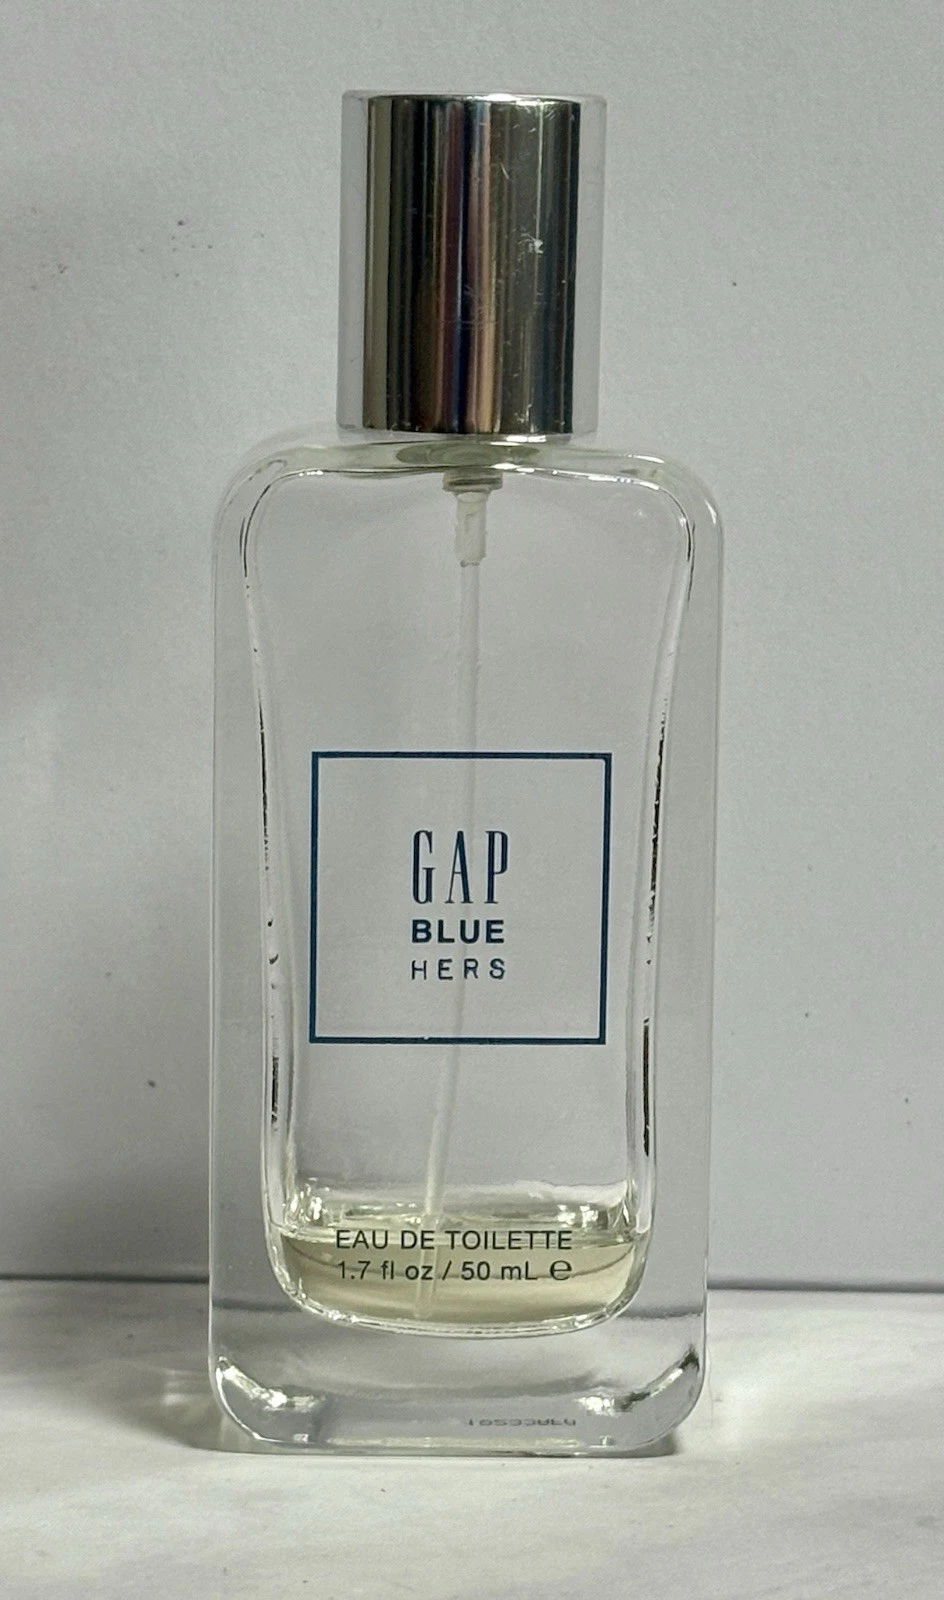 GAP
BLUE
HERS
EAU DE TOILETTE
1.7 fl oz / 50 mL ℮